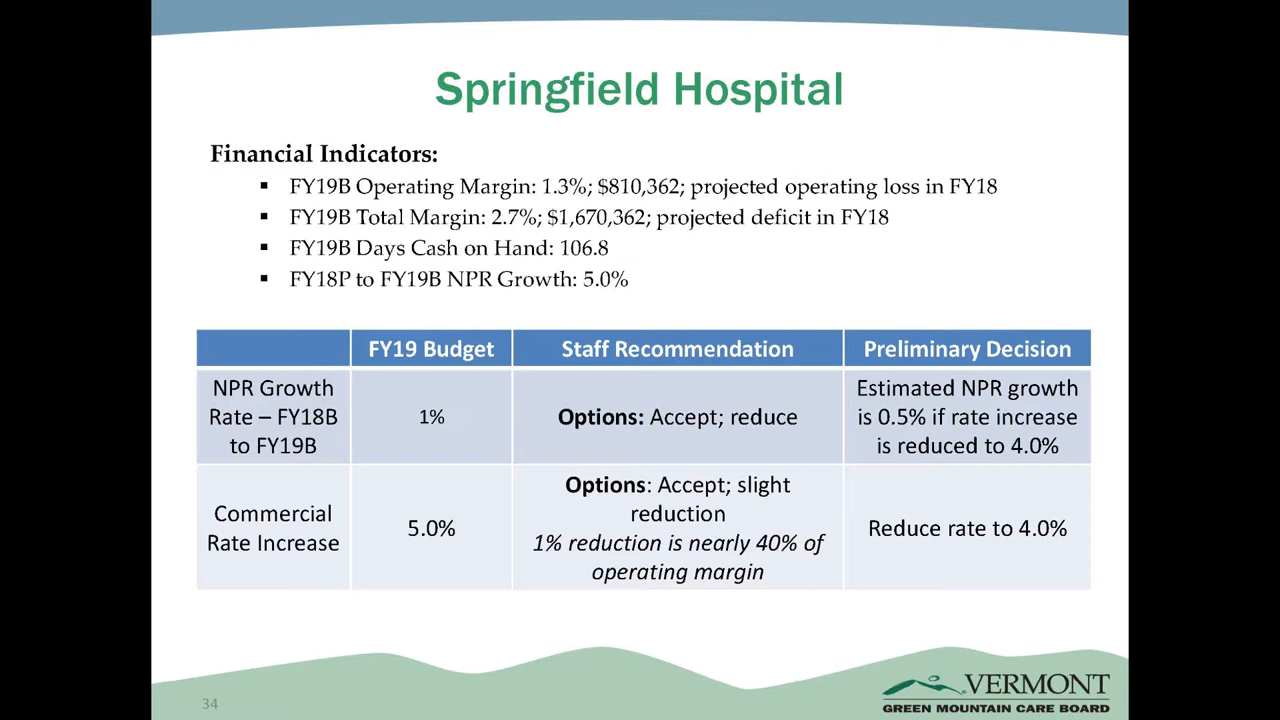 Springfield Hospital
Financial Indicators:
▪ FY19B Operating Margin: 1.3%; $810,362; projected operating loss in FY18
▪ FY19B Total Margin: 2.7%; $1,670,362; projected deficit in FY18
▪ FY19B Days Cash on Hand: 106.8
▪ FY18P to FY19B NPR Growth: 5.0%
FY19 Budget
Staff Recommendation
Preliminary Decision
NPR Growth
Rate – FY18B
to FY19B
1%
Options: Accept; reduce
Estimated NPR growth
is 0.5% if rate increase
is reduced to 4.0%
Commercial
Rate Increase
5.0%
Options: Accept; slight
reduction
1% reduction is nearly 40% of
operating margin
Reduce rate to 4.0%
34
VERMONT
GREEN MOUNTAIN CARE BOARD